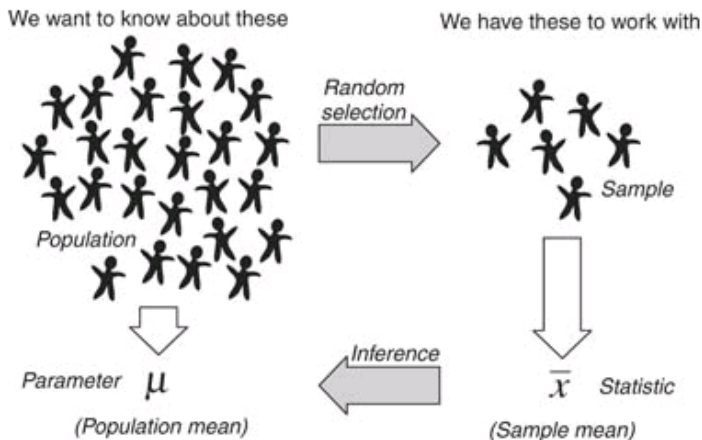 We want to know about these
We have these to work with
Random
selection
Sample
Population
Inference
Parameter μ
x̅ Statistic
(Population mean)
(Sample mean)